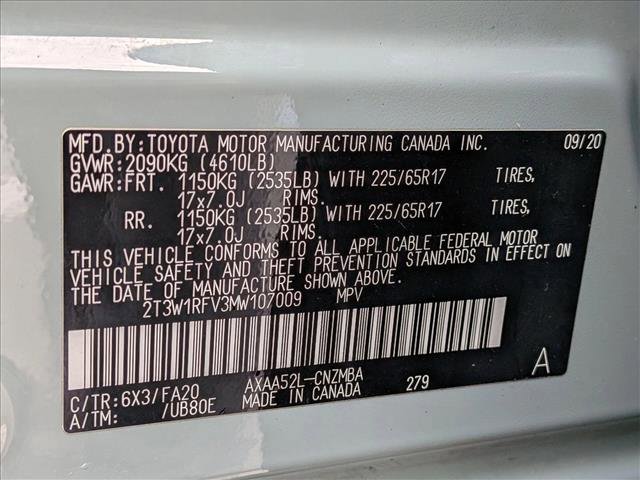 MFD.BY:TOYOTA MOTOR MANUFACTURING CANADA INC. 09/20
GVWR:2090KG (4610LB)
GAWR:FRT. 1150KG (2535LB) WITH 225/65R17 TIRES,
17x7.0J RIMS.
RR. 1150KG (2535LB) WITH 225/65R17 TIRES,
17x7.0J RIMS.
THIS VEHICLE CONFORMS TO ALL APPLICABLE FEDERAL MOTOR
VEHICLE SAFETY AND THEFT PREVENTION STANDARDS IN EFFECT ON
THE DATE OF MANUFACTURE SHOWN ABOVE.
2T3W1RFV3MW107009 MPV
C/TR:6X3/FA20 AXAA52L-CNZMBA 279 A
A/TM: /UB80E MADE IN CANADA